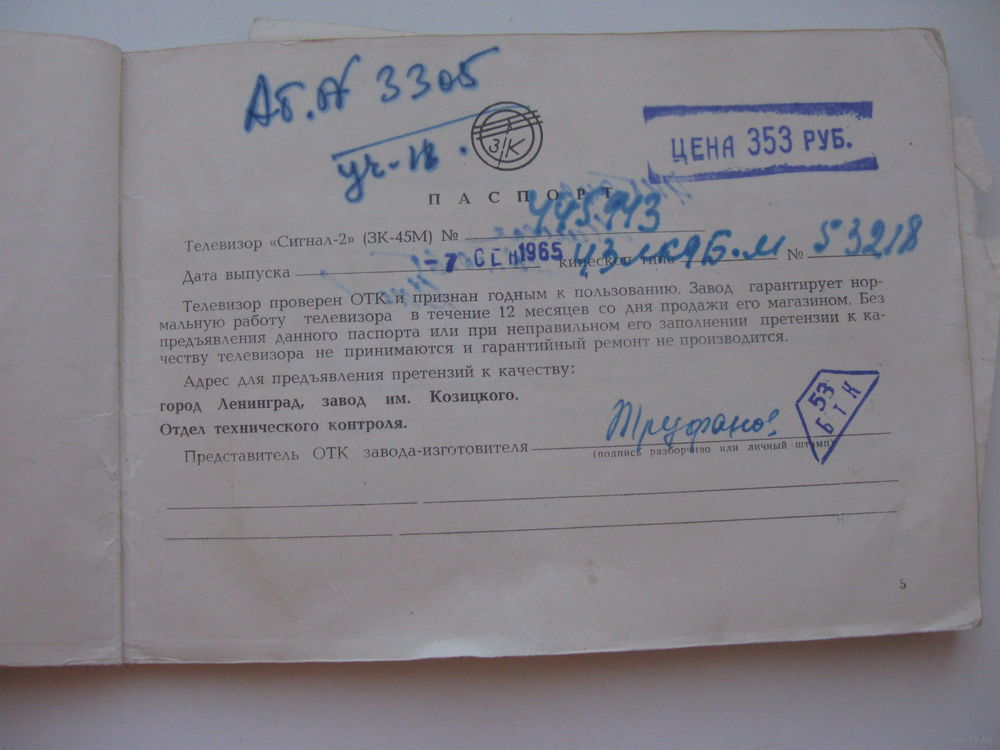 Аб. № 3305
уч-18.
ЗК
ЦЕНА 353 РУБ.
ПАСПОРТ
Телевизор «Сигнал-2» (ЗК-45М) № 445.113
Дата выпуска -7 СЕН 1965 кинескоп типа 43ЛК9Б-М № 53218
Телевизор проверен ОТК и признан годным к пользованию. Завод гарантирует нор-
мальную работу телевизора в течение 12 месяцев со дня продажи его магазином. Без
предъявления данного паспорта или при неправильном его заполнении претензии к ка-
честву телевизора не принимаются и гарантийный ремонт не производится.
Адрес для предъявления претензий к качеству:
город Ленинград, завод им. Козицкого.
Отдел технического контроля.
Представитель ОТК завода-изготовителя Труфанов
(подпись разборчиво или личный штамп)
53
БТК
5